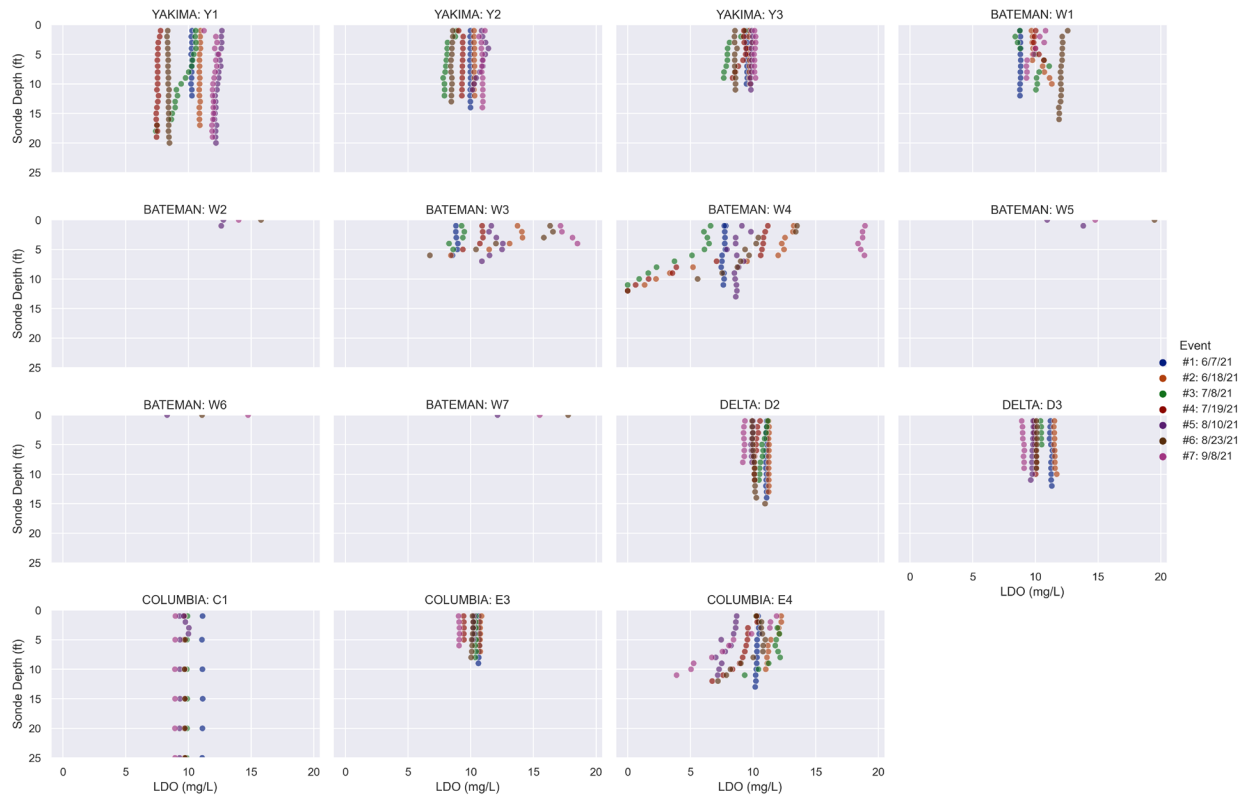 YAKIMA: Y1
YAKIMA: Y2
YAKIMA: Y3
BATEMAN: W1
Sonde Depth (ft)
0
5
10
15
20
25
BATEMAN: W2
BATEMAN: W3
BATEMAN: W4
BATEMAN: W5
Sonde Depth (ft)
0
5
10
15
20
25
Event
#1: 6/7/21
#2: 6/18/21
#3: 7/8/21
#4: 7/19/21
#5: 8/10/21
#6: 8/23/21
#7: 9/8/21
BATEMAN: W6
BATEMAN: W7
DELTA: D2
DELTA: D3
Sonde Depth (ft)
0
5
10
15
20
25
0 5 10 15 20
LDO (mg/L)
COLUMBIA: C1
COLUMBIA: E3
COLUMBIA: E4
Sonde Depth (ft)
0
5
10
15
20
25
0 5 10 15 20
LDO (mg/L)
0 5 10 15 20
LDO (mg/L)
0 5 10 15 20
LDO (mg/L)